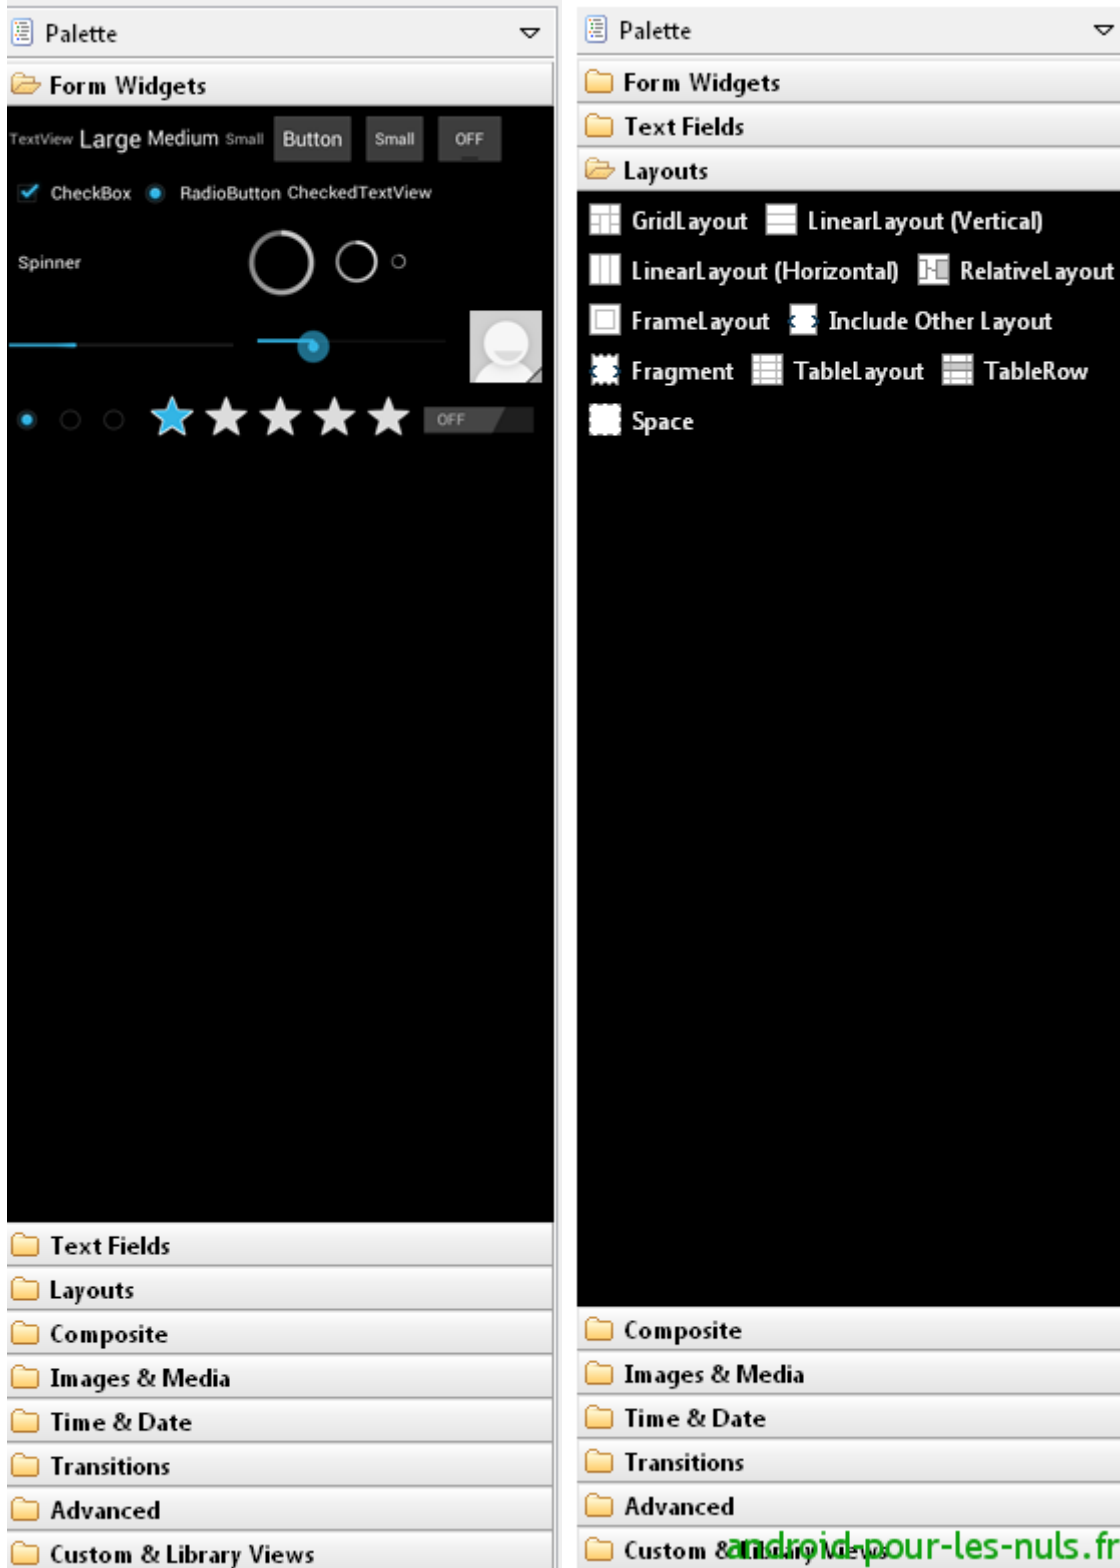 Palette
Form Widgets
TextView Large Medium Small Button Small OFF
CheckBox RadioButton CheckedTextView
Spinner
OFF
Text Fields
Layouts
Composite
Images & Media
Time & Date
Transitions
Advanced
Custom & Library Views
Palette
Form Widgets
Text Fields
Layouts
GridLayout LinearLayout (Vertical)
LinearLayout (Horizontal) RelativeLayout
FrameLayout Include Other Layout
Fragment TableLayout TableRow
Space
Composite
Images & Media
Time & Date
Transitions
Advanced
Custom & Library Views
android-pour-les-nuls.fr